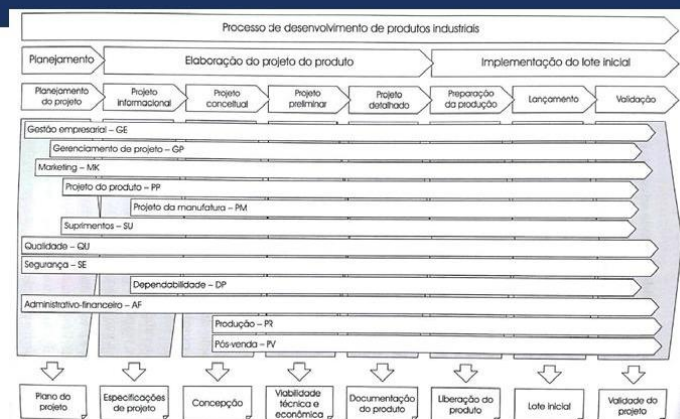 Processo de desenvolvimento de produtos industriais
Planejamento
Elaboração do projeto do produto
Implementação do lote inicial
Planejamento
do projeto
Projeto
informacional
Projeto
conceitual
Projeto
preliminar
Projeto
detalhado
Preparação
da produção
Lançamento
Validação
Gestão empresarial – GE
Gerenciamento de projeto – GP
Marketing – MK
Projeto do produto – PP
Projeto da manufatura – PM
Suprimentos – SU
Qualidade – QU
Segurança – SE
Dependabilidade – DP
Administrativo-financeiro – AF
Produção – PR
Pós-venda – PV
Plano do
projeto
Especificações
de projeto
Concepção
Viabilidade
técnica e
econômica
Documentação
do produto
Liberação do
produto
Lote inicial
Validade do
projeto